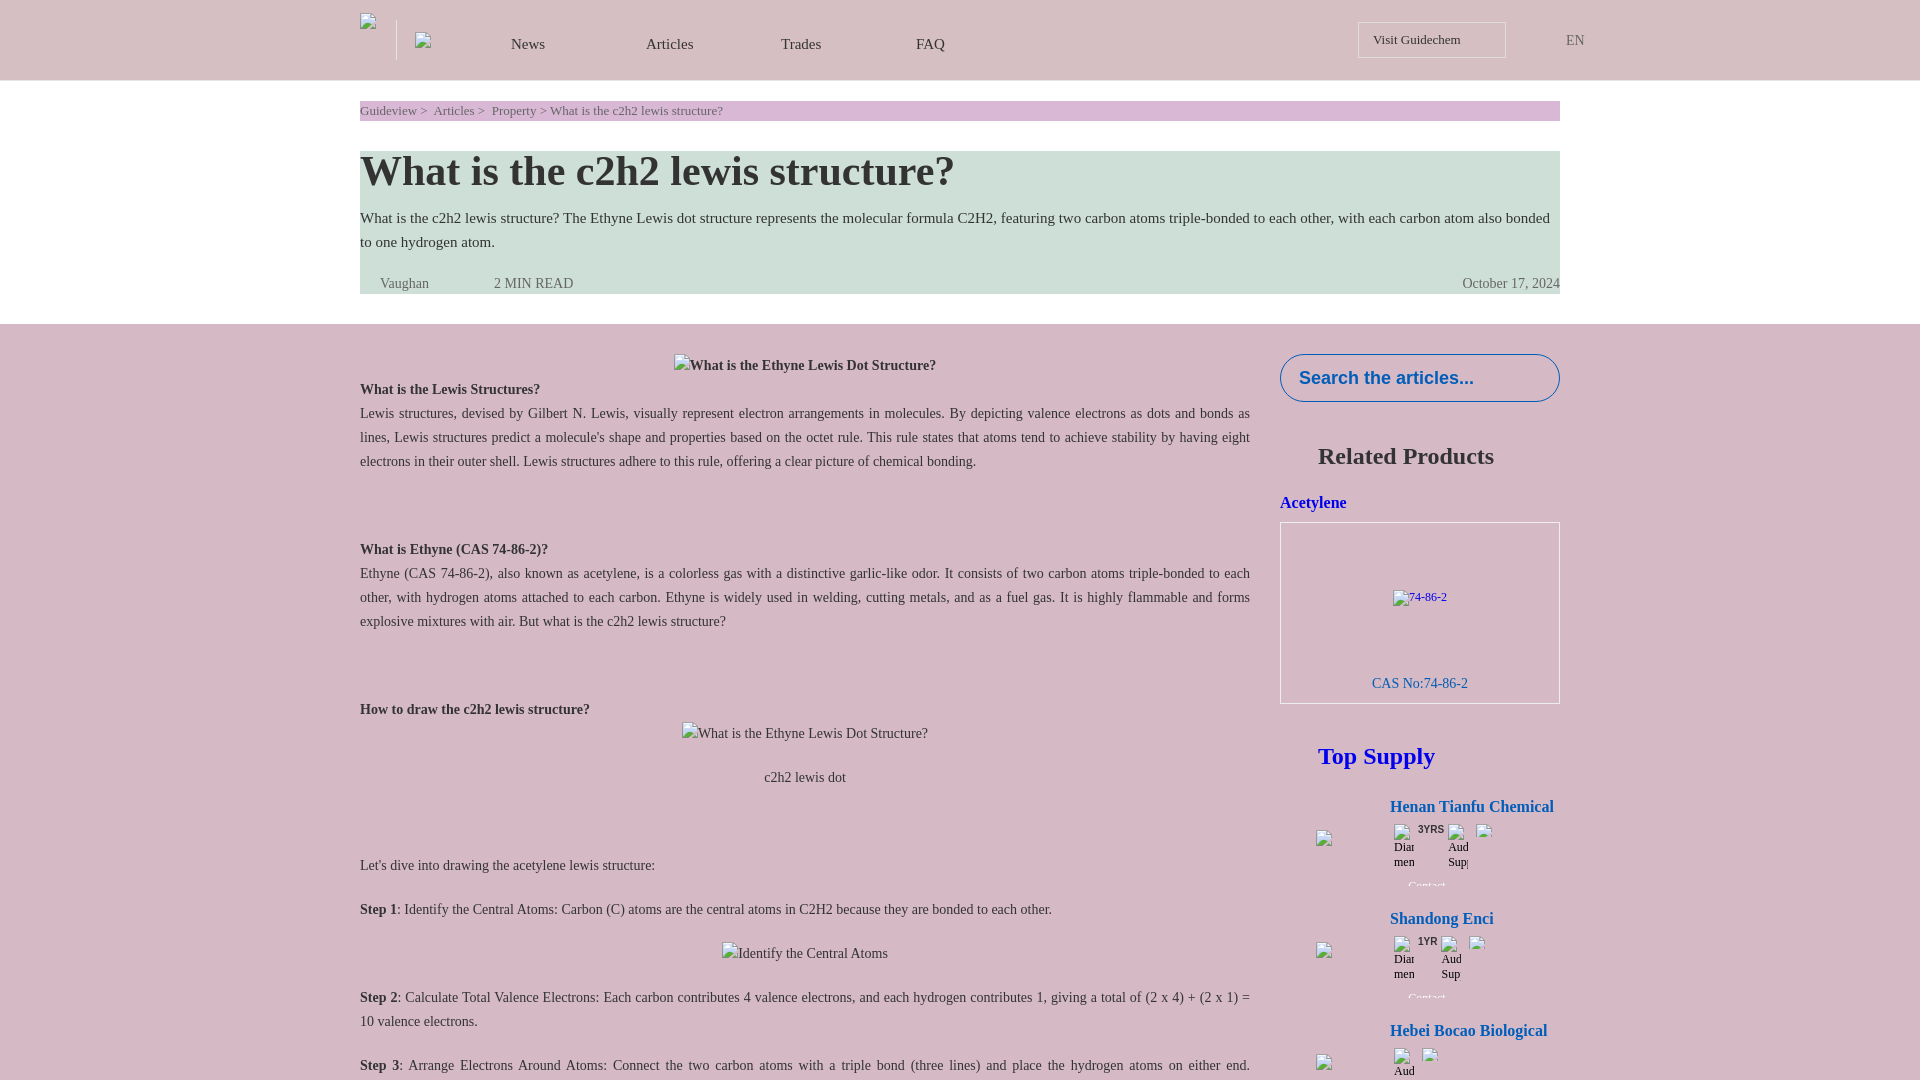 News
Articles
Trades
FAQ
Visit Guidechem
EN
Guideview > Articles > Property > What is the c2h2 lewis structure?
What is the c2h2 lewis structure?
What is the c2h2 lewis structure? The Ethyne Lewis dot structure represents the molecular formula C2H2, featuring two carbon atoms triple-bonded to each other, with each carbon atom also bonded
to one hydrogen atom.
Vaughan
2 MIN READ
October 17, 2024
What is the Ethyne Lewis Dot Structure?
What is the Lewis Structures?
Lewis structures, devised by Gilbert N. Lewis, visually represent electron arrangements in molecules. By depicting valence electrons as dots and bonds as
lines, Lewis structures predict a molecule's shape and properties based on the octet rule. This rule states that atoms tend to achieve stability by having eight
electrons in their outer shell. Lewis structures adhere to this rule, offering a clear picture of chemical bonding.
What is Ethyne (CAS 74-86-2)?
Ethyne (CAS 74-86-2), also known as acetylene, is a colorless gas with a distinctive garlic-like odor. It consists of two carbon atoms triple-bonded to each
other, with hydrogen atoms attached to each carbon. Ethyne is widely used in welding, cutting metals, and as a fuel gas. It is highly flammable and forms
explosive mixtures with air. But what is the c2h2 lewis structure?
How to draw the c2h2 lewis structure?
What is the Ethyne Lewis Dot Structure?
c2h2 lewis dot
Let's dive into drawing the acetylene lewis structure:
Step 1: Identify the Central Atoms: Carbon (C) atoms are the central atoms in C2H2 because they are bonded to each other.
Identify the Central Atoms
Step 2: Calculate Total Valence Electrons: Each carbon contributes 4 valence electrons, and each hydrogen contributes 1, giving a total of (2 x 4) + (2 x 1) =
10 valence electrons.
Step 3: Arrange Electrons Around Atoms: Connect the two carbon atoms with a triple bond (three lines) and place the hydrogen atoms on either end.
Search the articles...
Related Products
Acetylene
74-86-2
CAS No:74-86-2
Top Supply
Henan Tianfu Chemical
3YRS
Shandong Enci
1YR
Hebei Bocao Biological